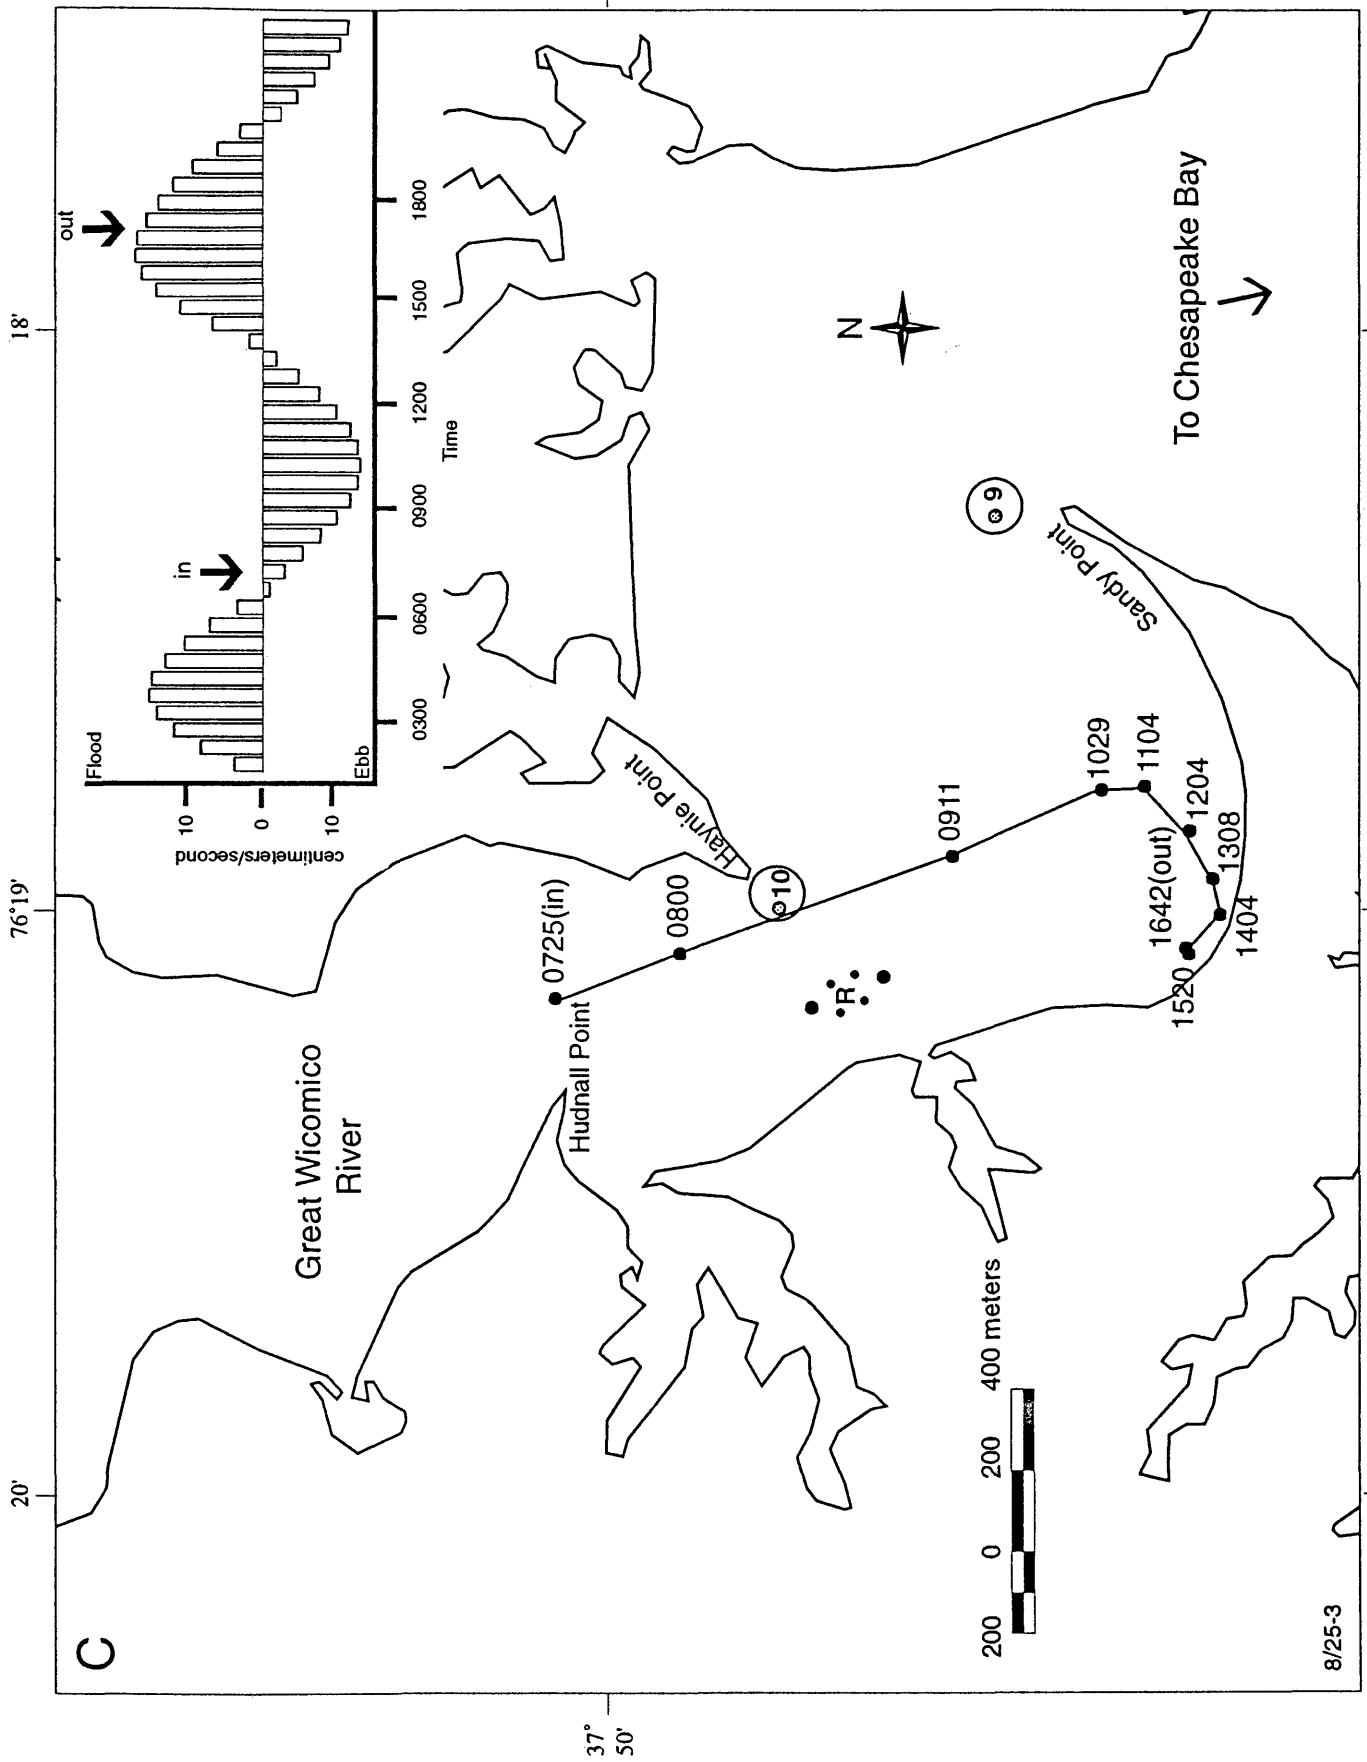 C
Flood
Ebb
10
0
10
centimeters/second
in
out
0300
0600
0900
1200
1500
1800
Time
20'
76°19'
18'
37°
50'
Great Wicomico
River
Hudnall Point
Haynie Point
Sandy Point
N
To Chesapeake Bay
0725(in)
0800
10
R
9
0911
1029
1104
1204
1308
1404
1520
1642(out)
200 0 200 400 meters
8/25-3